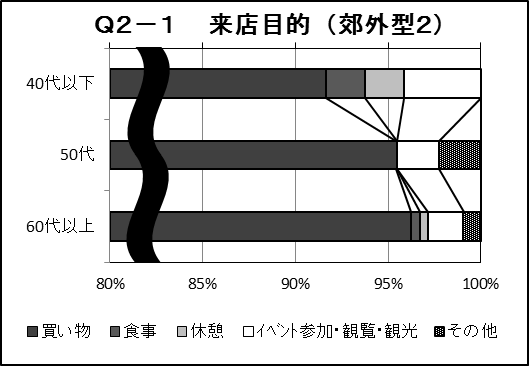 Q2－1　来店目的（郊外型2）
40代以下
50代
60代以上
80% 85% 90% 95% 100%
買い物 食事 休憩 ｲﾍﾞﾝﾄ参加・観覧・観光 その他